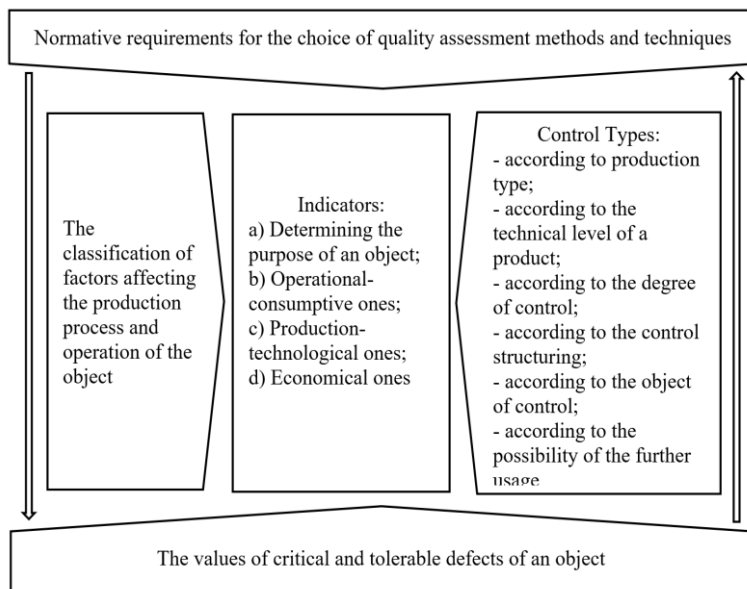 Normative requirements for the choice of quality assessment methods and techniques
The
classification of
factors affecting
the production
process and
operation of the
object
Indicators:
a) Determining the
purpose of an object;
b) Operational-
consumptive ones;
c) Production-
technological ones;
d) Economical ones
Control Types:
- according to production
type;
- according to the
technical level of a
product;
- according to the degree
of control;
- according to the control
structuring;
- according to the object
of control;
- according to the
possibility of the further
usage
The values of critical and tolerable defects of an object